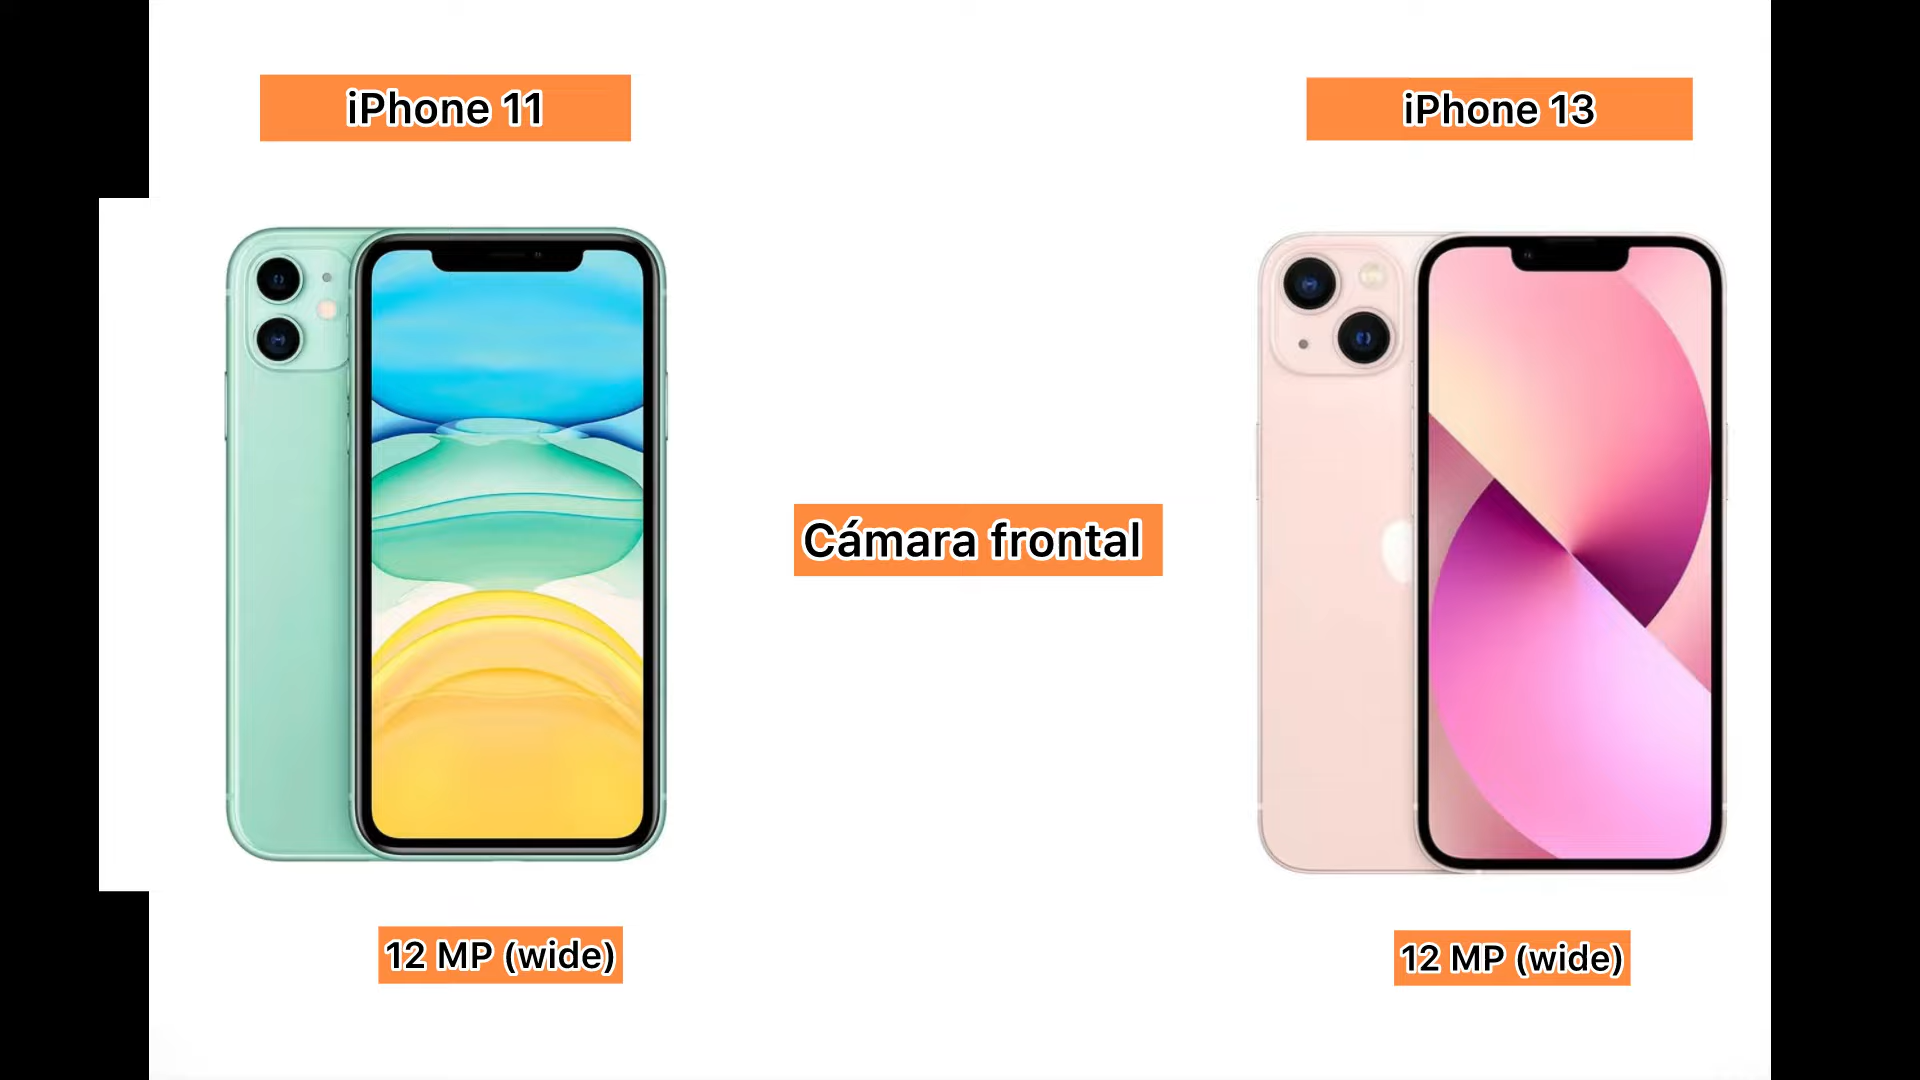 iPhone 11
iPhone 13
Cámara frontal
12 MP (wide)
12 MP (wide)